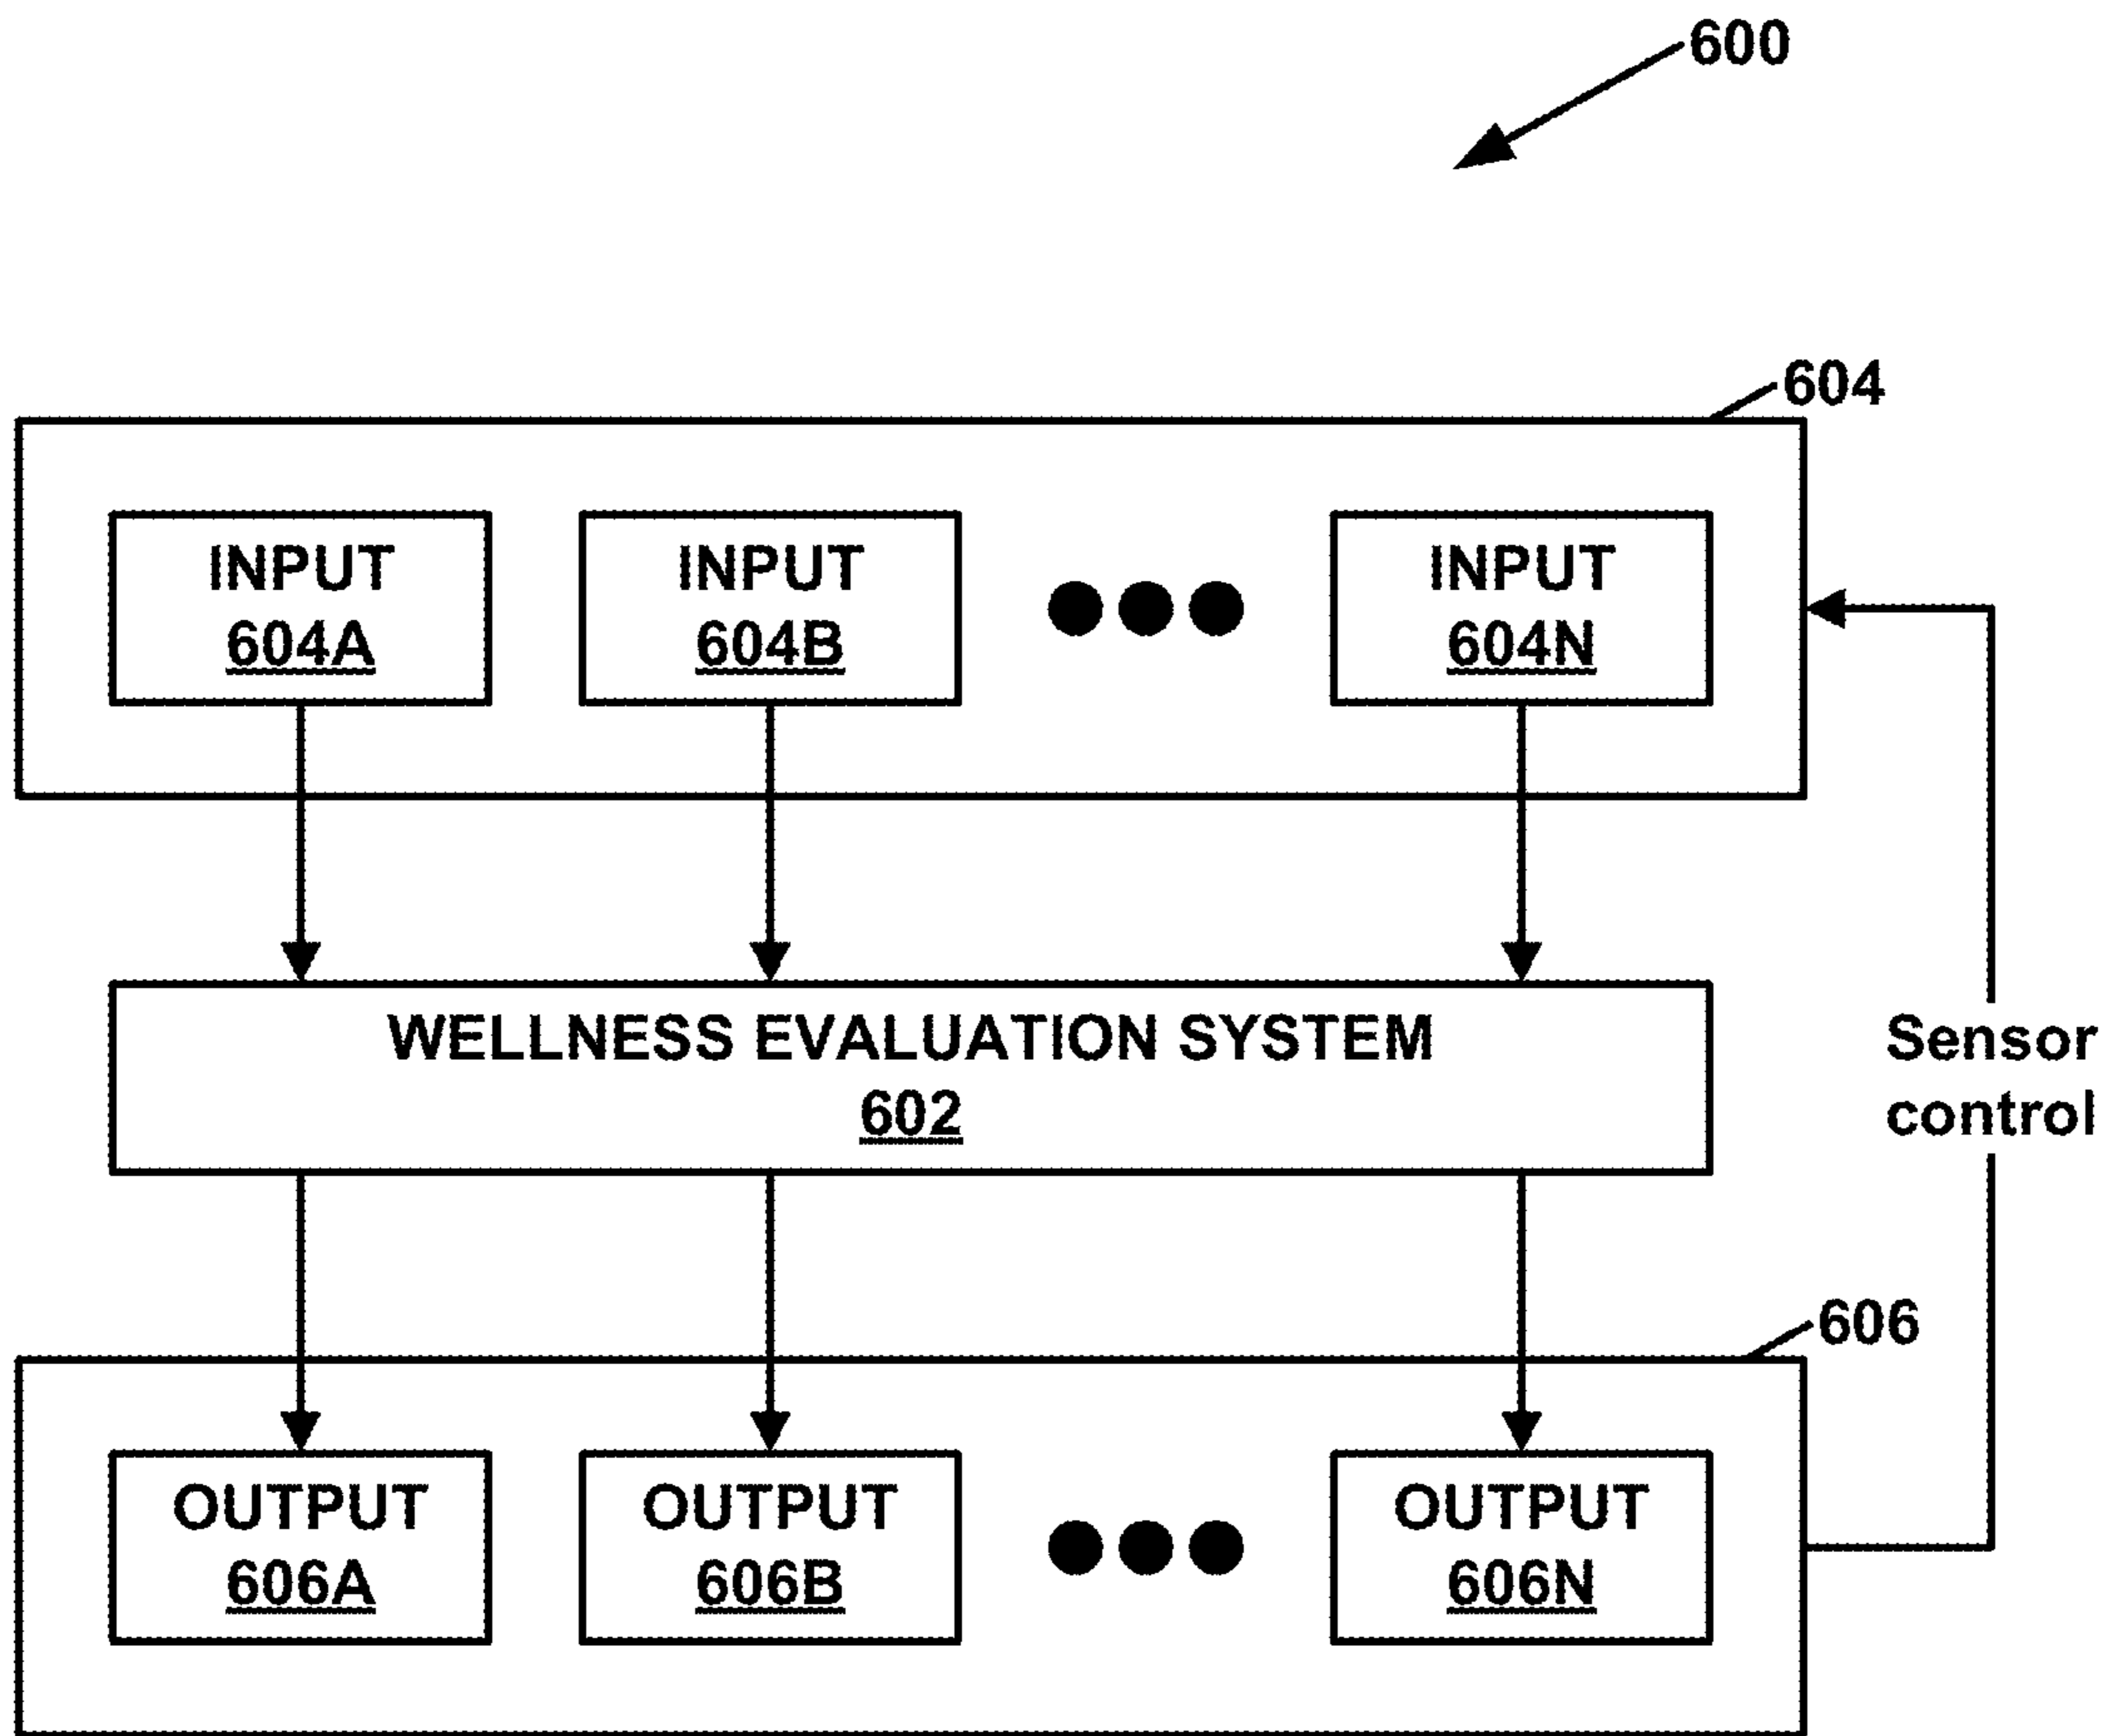 600
604
INPUT
604A
INPUT
604B
INPUT
604N
WELLNESS EVALUATION SYSTEM
602
Sensor
control
606
OUTPUT
606A
OUTPUT
606B
OUTPUT
606N